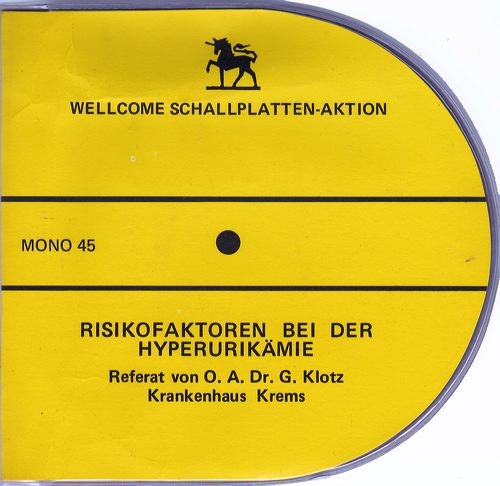 WELLCOME SCHALLPLATTEN-AKTION
MONO 45
RISIKOFAKTOREN BEI DER
HYPERURIKÄMIE
Referat von O. A. Dr. G. Klotz
Krankenhaus Krems